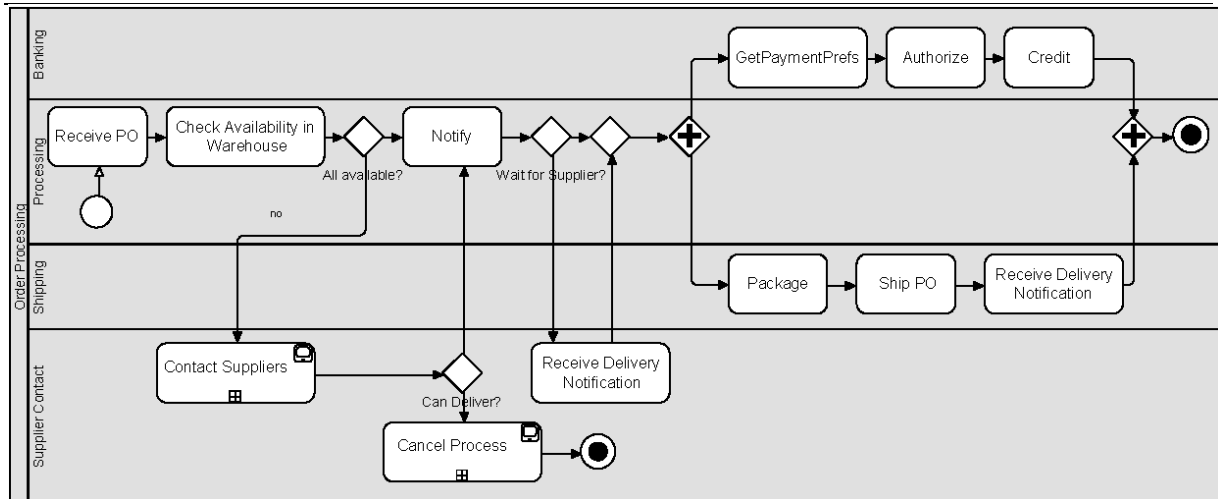 Order Processing
Banking
GetPaymentPrefs
Authorize
Credit
Processing
Receive PO
Check Availability in
Warehouse
All available?
Notify
Wait for Supplier?
no
Shipping
Package
Ship PO
Receive Delivery
Notification
Supplier Contact
Contact Suppliers
Can Deliver?
Receive Delivery
Notification
Cancel Process